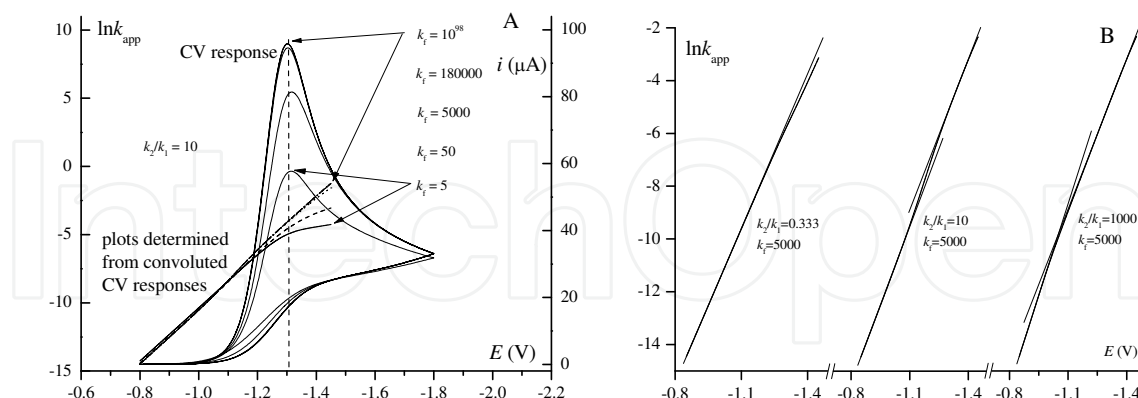 A
lnk_app
CV response
k_f = 10^98
i (μA)
k_f = 180000
k_f = 5000
k_2/k_1 = 10
k_f = 50
k_f = 5
plots determined
from convoluted
CV responses
E (V)
10
5
0
-5
-10
-15
100
80
60
40
20
0
-0.6 -0.8 -1.0 -1.2 -1.4 -1.6 -1.8 -2.0 -2.2
B
lnk_app
k_2/k_1=0.333
k_f=5000
k_2/k_1=10
k_f=5000
k_2/k_1=1000
k_f=5000
E (V)
-2
-4
-6
-8
-10
-12
-14
-0.8 -1.1 -1.4 -0.8 -1.1 -1.4 -0.8 -1.1 -1.4
IntechOpen